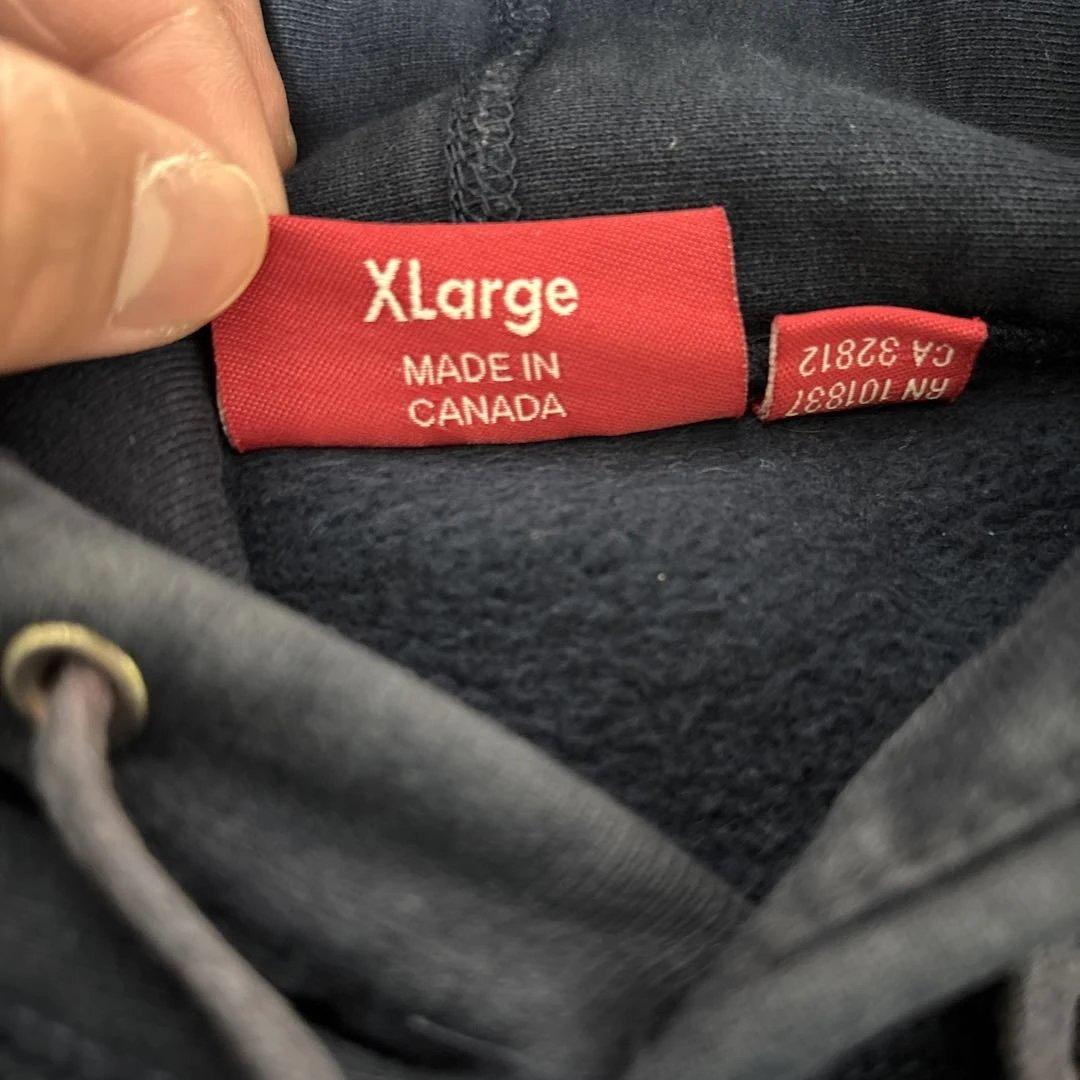 XLarge
MADE IN
CANADA
RN 101837
CA 32812